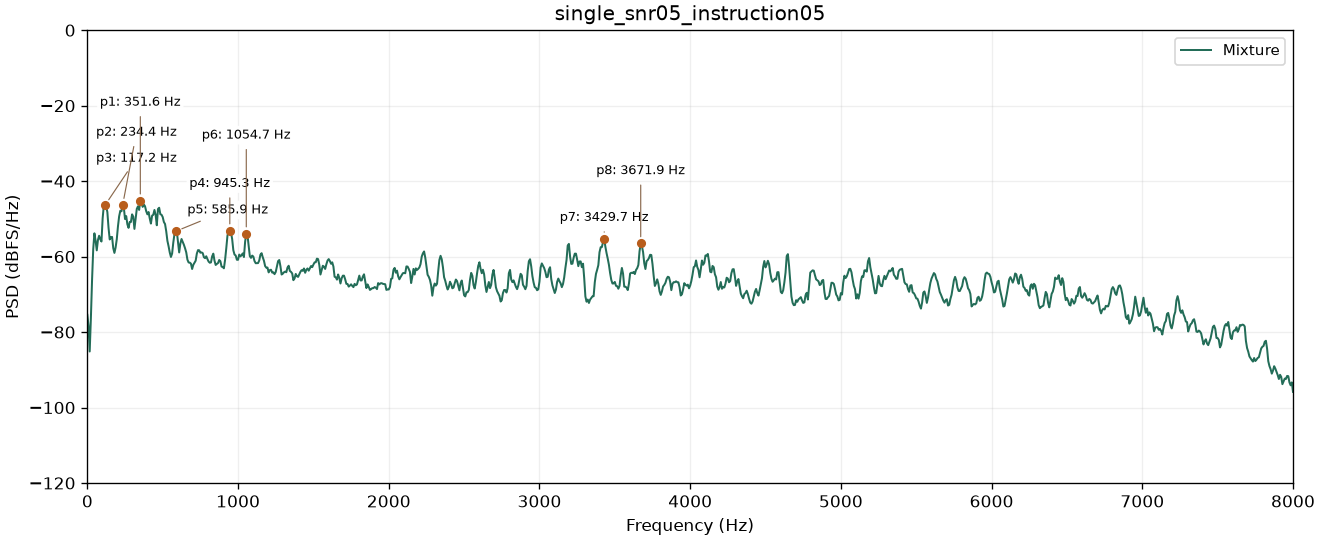 single_snr05_instruction05
Mixture
p1: 351.6 Hz
p2: 234.4 Hz
p3: 117.2 Hz
p6: 1054.7 Hz
p4: 945.3 Hz
p5: 585.9 Hz
p8: 3671.9 Hz
p7: 3429.7 Hz
PSD (dBFS/Hz)
0
−20
−40
−60
−80
−100
−120
0 1000 2000 3000 4000 5000 6000 7000 8000
Frequency (Hz)